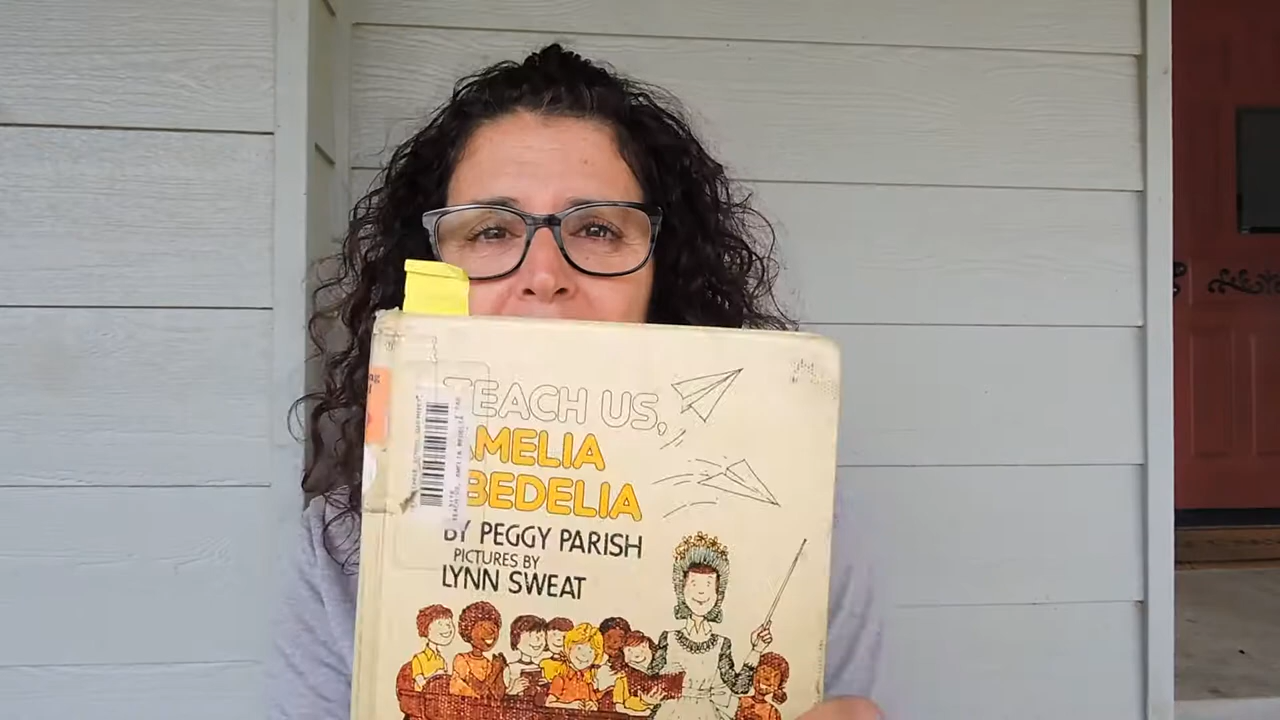 TEACH US,
AMELIA
BEDELIA
BY PEGGY PARISH
PICTURES BY
LYNN SWEAT